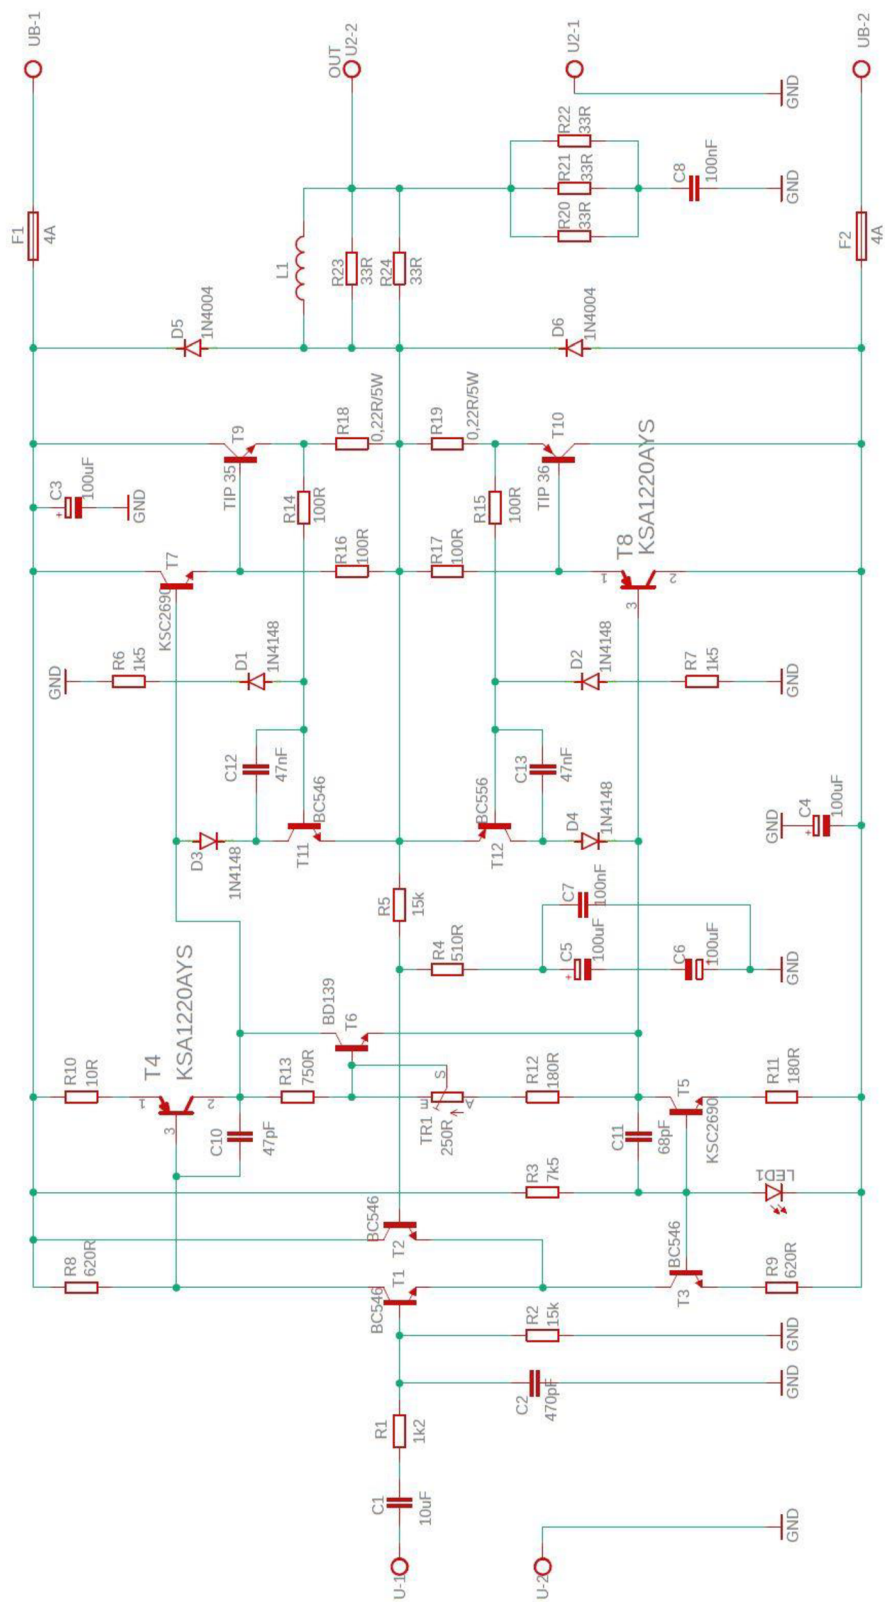 UB-1
OUT
U2-2
U2-1
UB-2
GND
R22
33R
R21
33R
R20
33R
C8
100nF
GND
F1
4A
F2
4A
L1
R23
33R
R24
33R
D5
1N4004
D6
1N4004
T9
TIP 35
R18
0,22R/5W
R19
0,22R/5W
T10
TIP 36
C3
+
100uF
GND
R14
100R
R15
100R
T7
KSC2690
R16
100R
R17
100R
T8
KSA1220AYS
1
2
3
GND
R6
1k5
D1
1N4148
D2
1N4148
R7
1k5
GND
C12
47nF
C13
47nF
D3
1N4148
T11
BC546
T12
BC556
D4
1N4148
GND
C4
+
100uF
R5
15k
R4
510R
C7
100nF
C5
+
100uF
C6
+
100uF
GND
T4
KSA1220AYS
1
2
3
R10
10R
BD139
T6
R13
750R
C10
47pF
TR1
250R
S
E
A
R12
180R
C11
68pF
T5
KSC2690
R11
180R
R3
7k5
LED1
R8
620R
BC546
T2
BC546
T1
BC546
T3
R9
620R
R2
15k
GND
C2
470pF
GND
R1
1k2
C1
10uF
U-1
U-2
GND